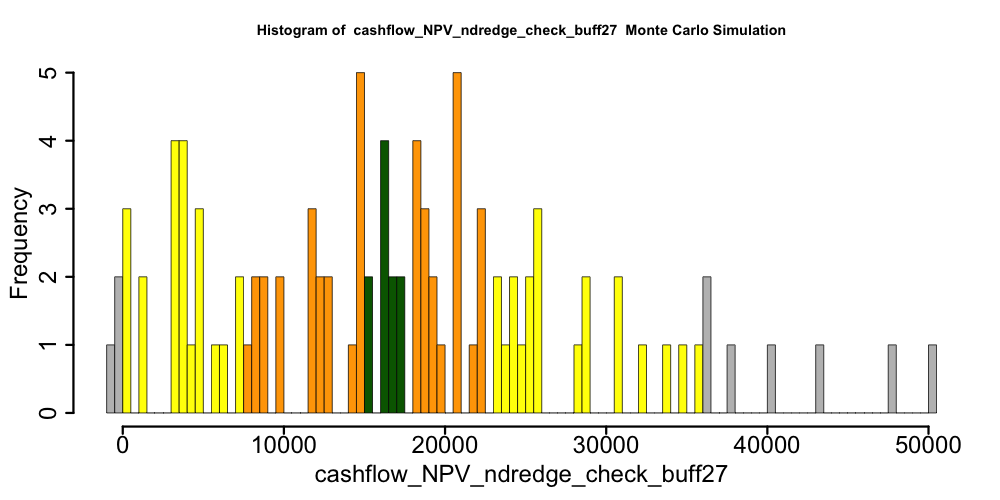 Histogram of  cashflow_NPV_ndredge_check_buff27  Monte Carlo Simulation
Frequency
5
4
3
2
1
0
0 10000 20000 30000 40000 50000
cashflow_NPV_ndredge_check_buff27